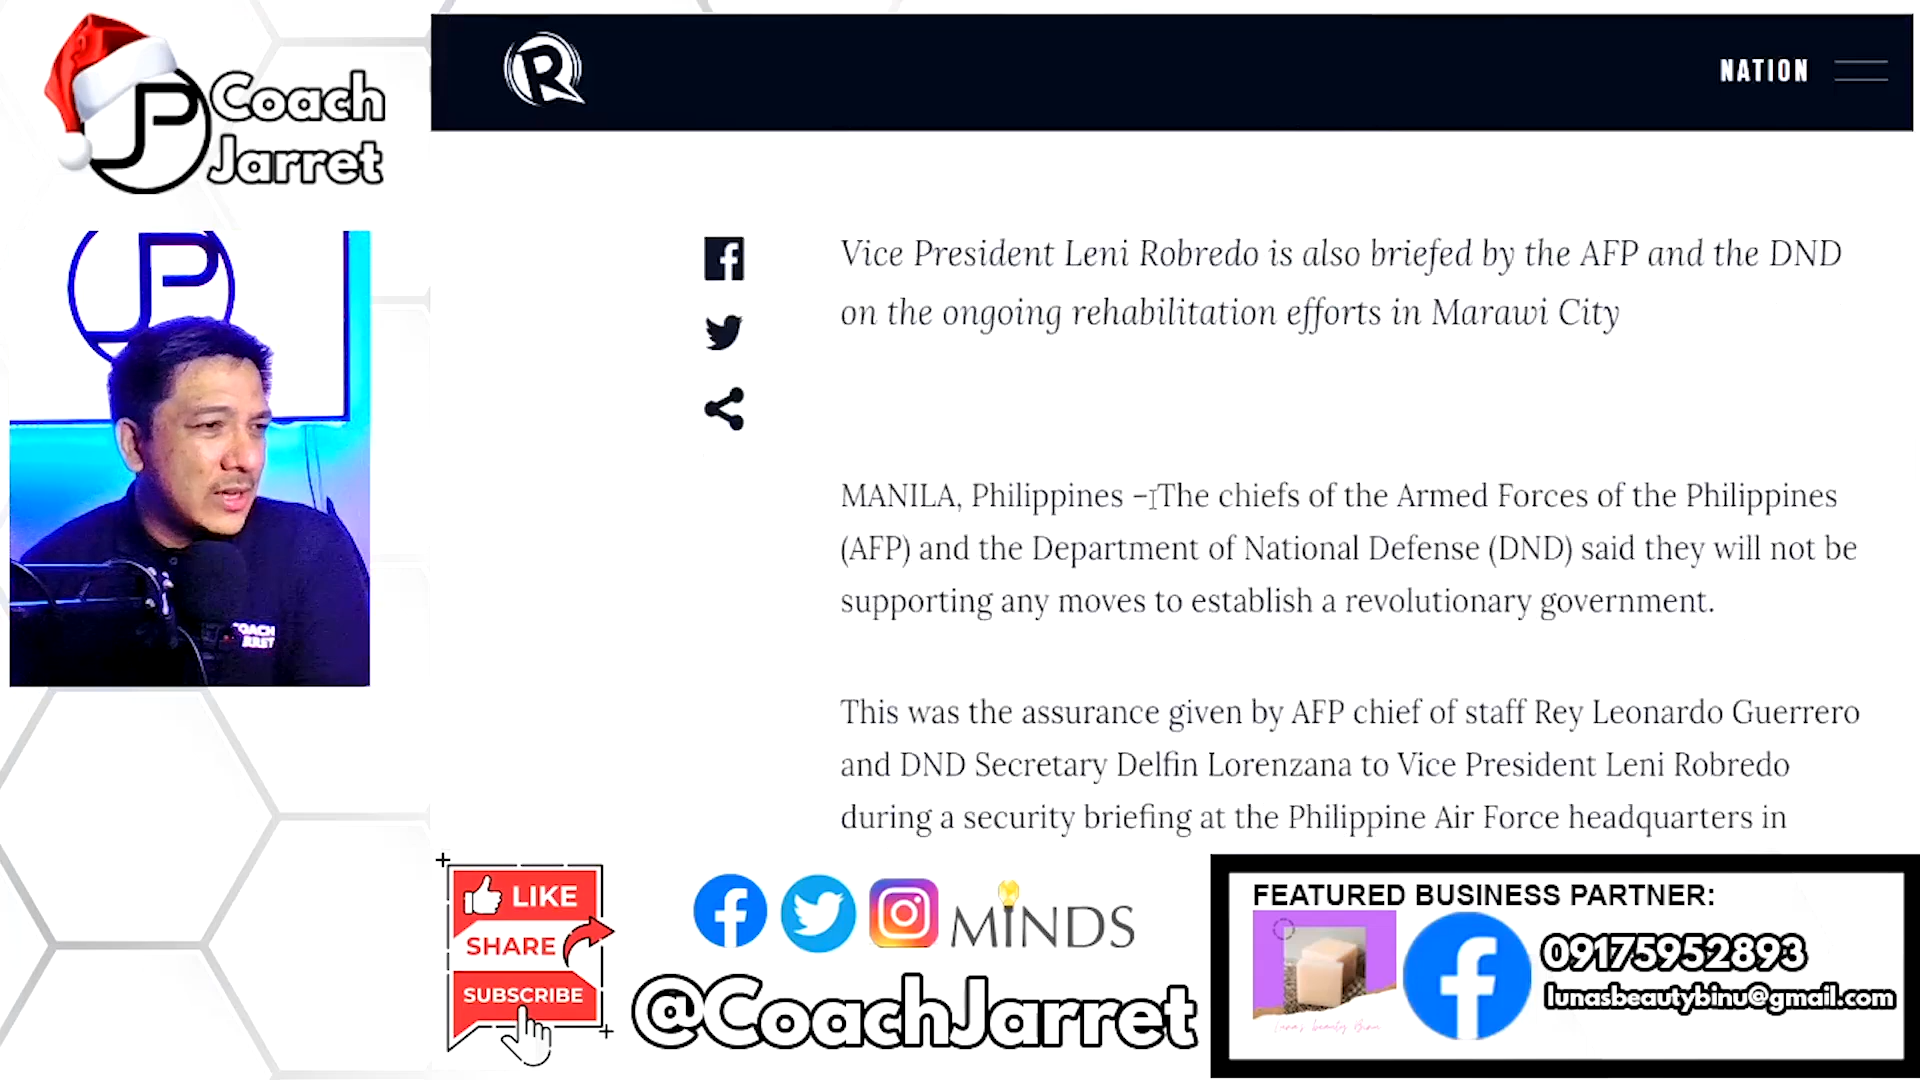 Coach
Jarret
NATION
Vice President Leni Robredo is also briefed by the AFP and the DND
on the ongoing rehabilitation efforts in Marawi City
MANILA, Philippines – The chiefs of the Armed Forces of the Philippines
(AFP) and the Department of National Defense (DND) said they will not be
supporting any moves to establish a revolutionary government.
This was the assurance given by AFP chief of staff Rey Leonardo Guerrero
and DND Secretary Delfin Lorenzana to Vice President Leni Robredo
during a security briefing at the Philippine Air Force headquarters in
COACH
JARRET
LIKE
SHARE
SUBSCRIBE
MINDS
@CoachJarret
FEATURED BUSINESS PARTNER:
09175952893
lunasbeautybinu@gmail.com
Luna's Beauty Binu